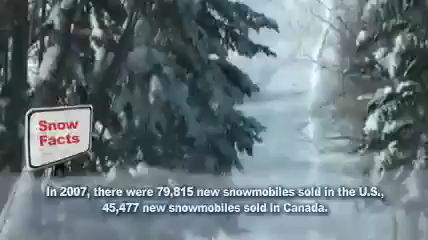 Snow
Facts
In 2007, there were 79,815 new snowmobiles sold in the U.S.,
45,477 new snowmobiles sold in Canada.